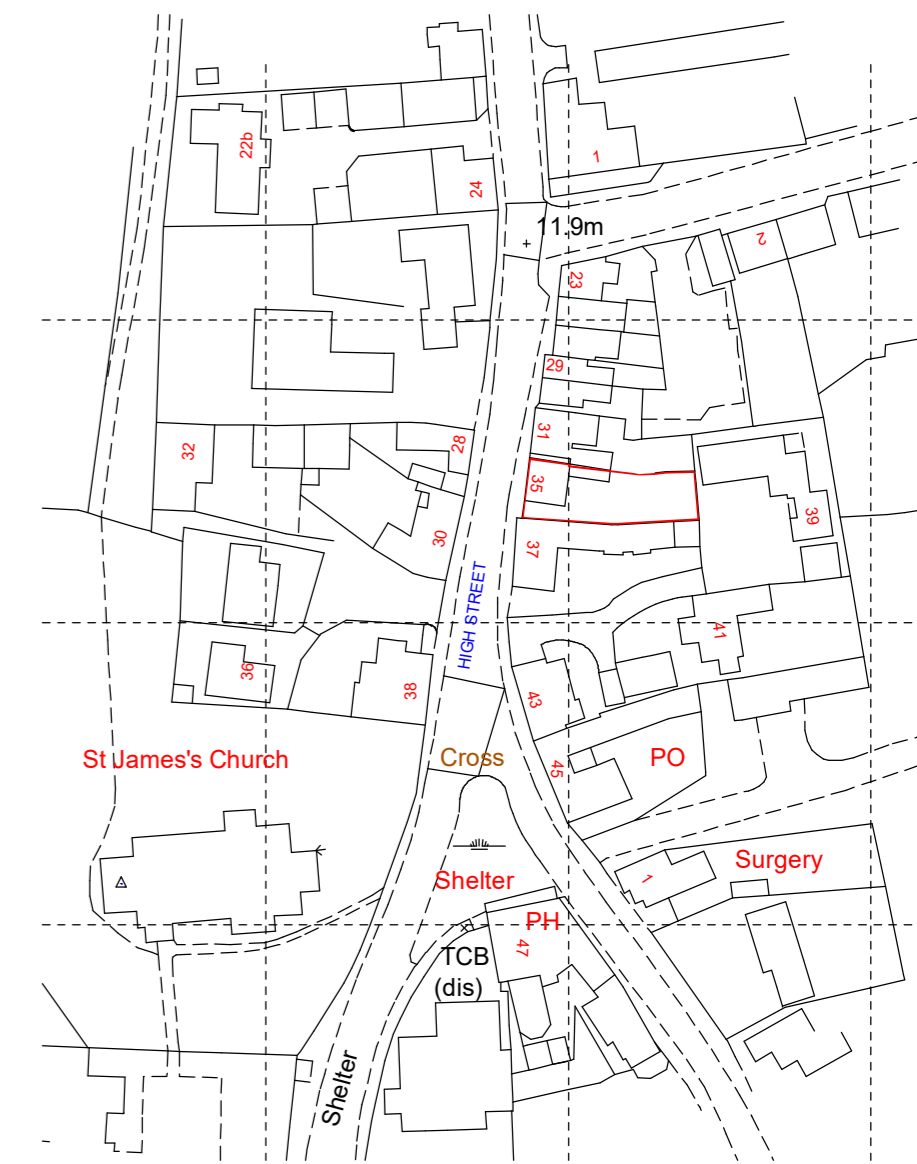 22b
1
24
11.9m
2
23
29
31
28
32
35
39
30
37
HIGH STREET
41
36
38
43
St James's Church
Cross
45
PO
Shelter
1
Surgery
PH
47
TCB
(dis)
Shelter